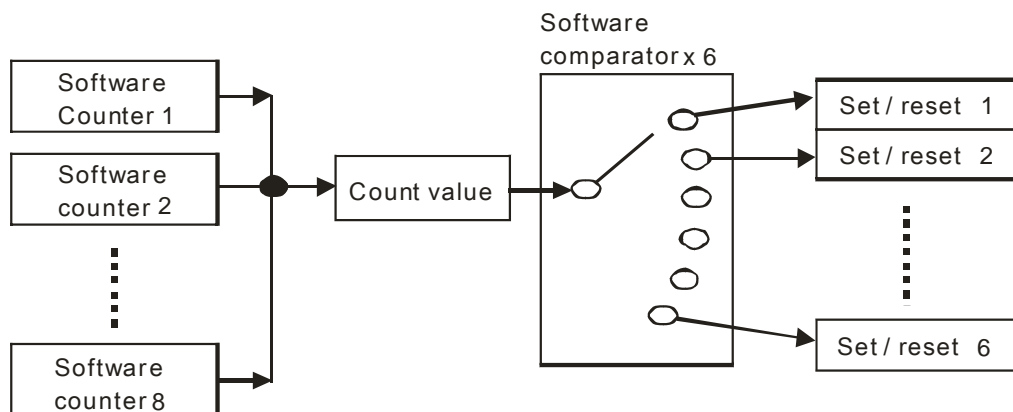 Software
comparator x 6
Software
Counter 1
Software
counter 2
Software
counter 8
Count value
Set / reset 1
Set / reset 2
Set / reset 6